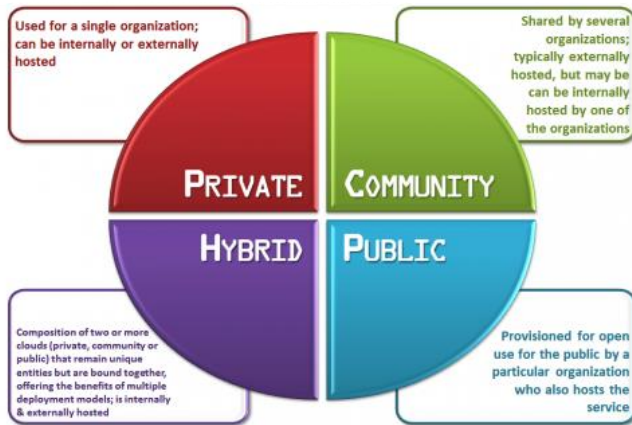 Used for a single organization;
can be internally or externally
hosted
Shared by several
organizations;
typically externally
hosted, but may be
can be internally
hosted by one of
the organizations
PRIVATE
COMMUNITY
HYBRID
PUBLIC
Composition of two or more
clouds (private, community or
public) that remain unique
entities but are bound together,
offering the benefits of multiple
deployment models; is internally
& externally hosted
Provisioned for open
use for the public by a
particular organization
who also hosts the
service